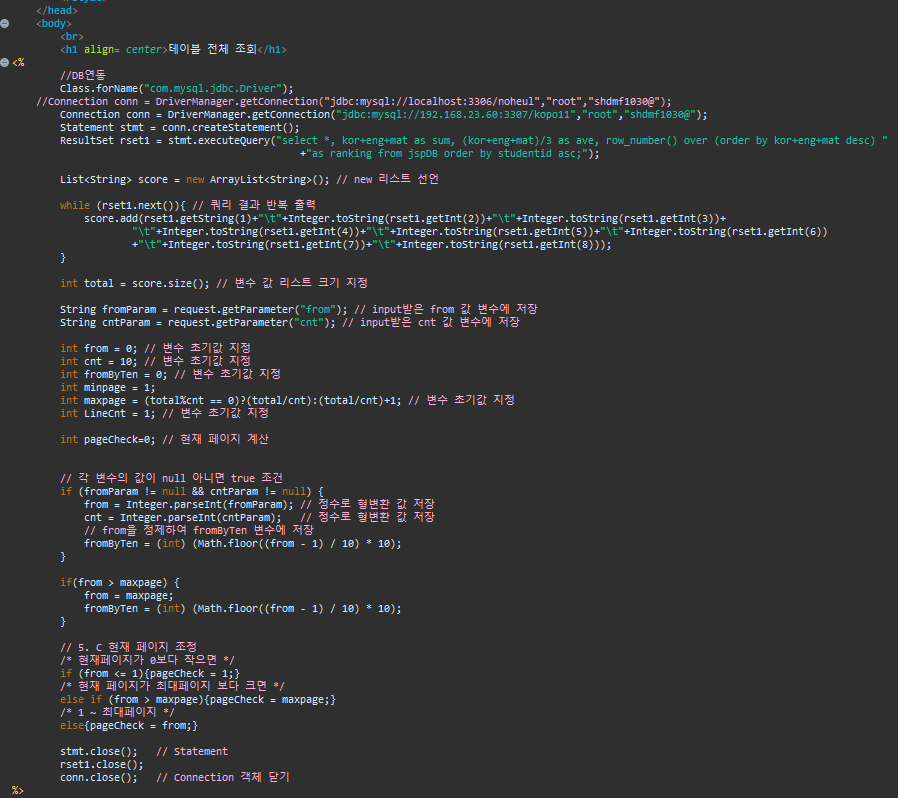 </head>
<body>
<br>
<h1 align= center>테이블 전체 조회</h1>
<%
//DB연동
Class.forName("com.mysql.jdbc.Driver");
//Connection conn = DriverManager.getConnection("jdbc:mysql://localhost:3306/noheul","root","shdmf1030@");
Connection conn = DriverManager.getConnection("jdbc:mysql://192.168.23.60:3307/kopo11","root","shdmf1030@");
Statement stmt = conn.createStatement();
ResultSet rset1 = stmt.executeQuery("select *, kor+eng+mat as sum, (kor+eng+mat)/3 as ave, row_number() over (order by kor+eng+mat desc) "
+"as ranking from jspDB order by studentid asc;");
List<String> score = new ArrayList<String>(); // new 리스트 선언
while (rset1.next()){ // 쿼리 결과 반복 출력
score.add(rset1.getString(1)+"\t"+Integer.toString(rset1.getInt(2))+"\t"+Integer.toString(rset1.getInt(3))+
"\t"+Integer.toString(rset1.getInt(4))+"\t"+Integer.toString(rset1.getInt(5))+"\t"+Integer.toString(rset1.getInt(6))
+"\t"+Integer.toString(rset1.getInt(7))+"\t"+Integer.toString(rset1.getInt(8)));
}
int total = score.size(); // 변수 값 리스트 크기 지정
String fromParam = request.getParameter("from"); // input받은 from 값 변수에 저장
String cntParam = request.getParameter("cnt"); // input받은 cnt 값 변수에 저장
int from = 0; // 변수 초기값 지정
int cnt = 10; // 변수 초기값 지정
int fromByTen = 0; // 변수 초기값 지정
int minpage = 1;
int maxpage = (total%cnt == 0)?(total/cnt):(total/cnt)+1; // 변수 초기값 지정
int LineCnt = 1; // 변수 초기값 지정
int pageCheck=0; // 현재 페이지 계산
// 각 변수의 값이 null 아니면 true 조건
if (fromParam != null && cntParam != null) {
from = Integer.parseInt(fromParam); // 정수로 형변환 값 저장
cnt = Integer.parseInt(cntParam); // 정수로 형변환 값 저장
// from을 정제하여 fromByTen 변수에 저장
fromByTen = (int) (Math.floor((from - 1) / 10) * 10);
}
if(from > maxpage) {
from = maxpage;
fromByTen = (int) (Math.floor((from - 1) / 10) * 10);
}
// 5. C 현재 페이지 조정
/* 현재페이지가 0보다 작으면 */
if (from <= 1){pageCheck = 1;}
/* 현재 페이지가 최대페이지 보다 크면 */
else if (from > maxpage){pageCheck = maxpage;}
/* 1 ~ 최대페이지 */
else{pageCheck = from;}
stmt.close(); // Statement
rset1.close();
conn.close(); // Connection 객체 닫기
%>